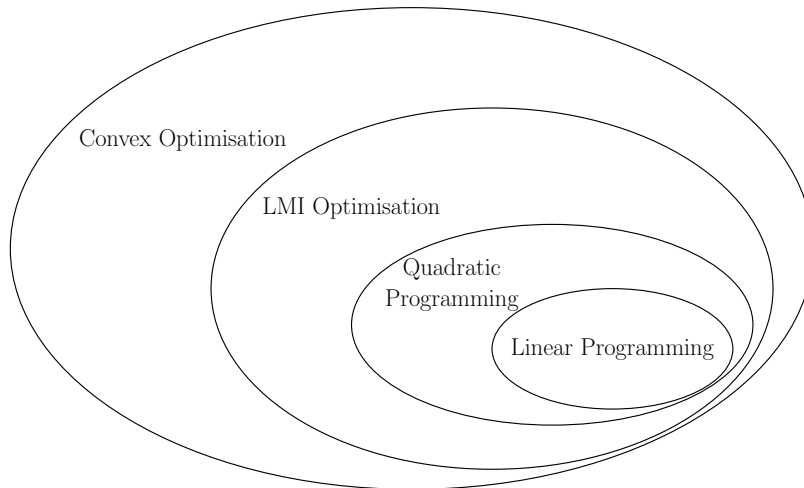 Convex Optimisation
LMI Optimisation
Quadratic
Programming
Linear Programming